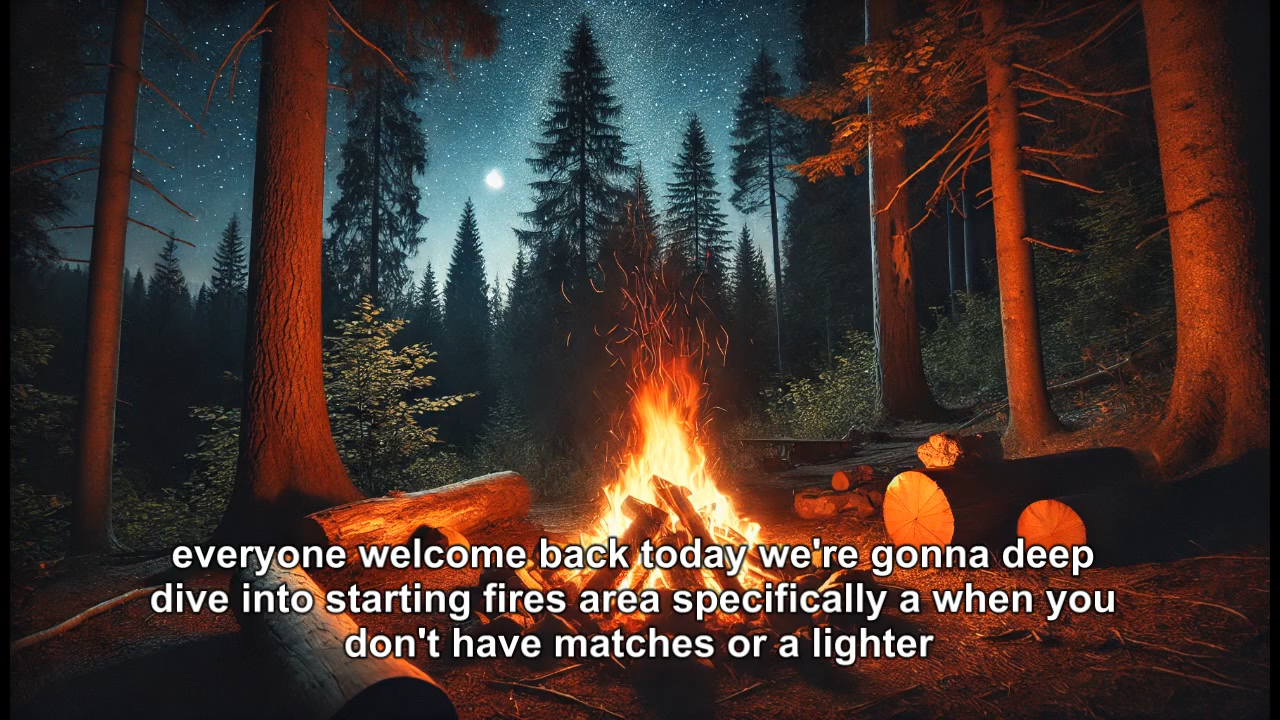 everyone welcome back today we're gonna deep
dive into starting fires area specifically a when you
don't have matches or a lighter